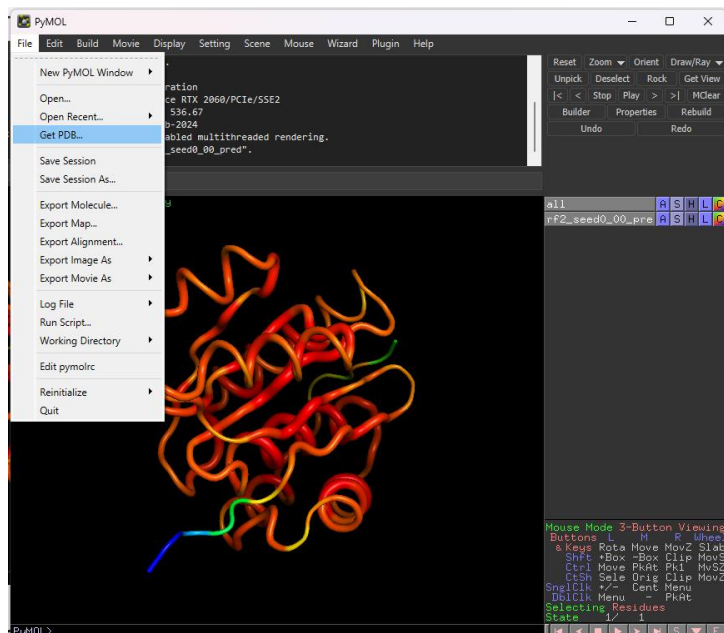 PyMOL
File Edit Build Movie Display Setting Scene Mouse Wizard Plugin Help
New PyMOL Window
Open...
Open Recent...
Get PDB...
Save Session
Save Session As...
Export Molecule...
Export Map...
Export Alignment...
Export Image As
Export Movie As
Log File
Run Script...
Working Directory
Edit pymolrc
Reinitialize
Quit
ration
ce RTX 2060/PCIe/SSE2
536.67
b-2024
abled multithreaded rendering.
_seed0_00_pred".
Reset Zoom Orient Draw/Ray
Unpick Deselect Rock Get View
|< < Stop Play > >| MClear
Builder Properties Rebuild
Undo Redo
all A S H L C
rf2_seed0_00_pre A S H L C
Mouse Mode 3-Button Viewing
Buttons L M R Wheel
& Keys Rota Move MovZ Slab
Shft +Box -Box Clip MovS
Ctrl Move PkAt Pk1 MvSZ
CtSh Sele Orig Clip MovZ
SnglClk +/- Cent Menu
DblClk Menu - PkAt
Selecting Residues
State 1/ 1
PyMOL >
|< < > >| S F